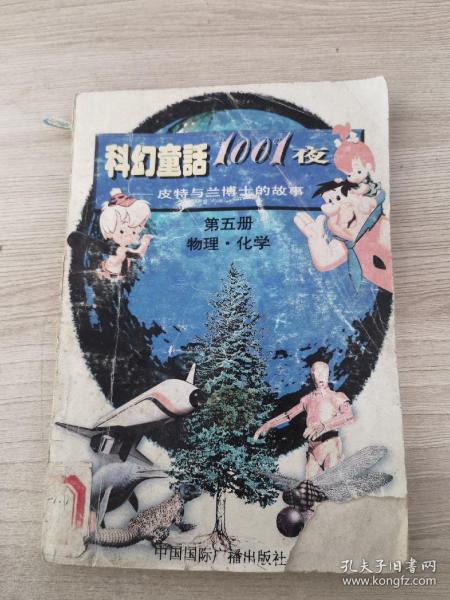 科幻童話1001夜
——皮特与兰博士的故事
第五册
物理·化学
中国国际广播出版社
孔夫子旧书网
www.kongfz.com